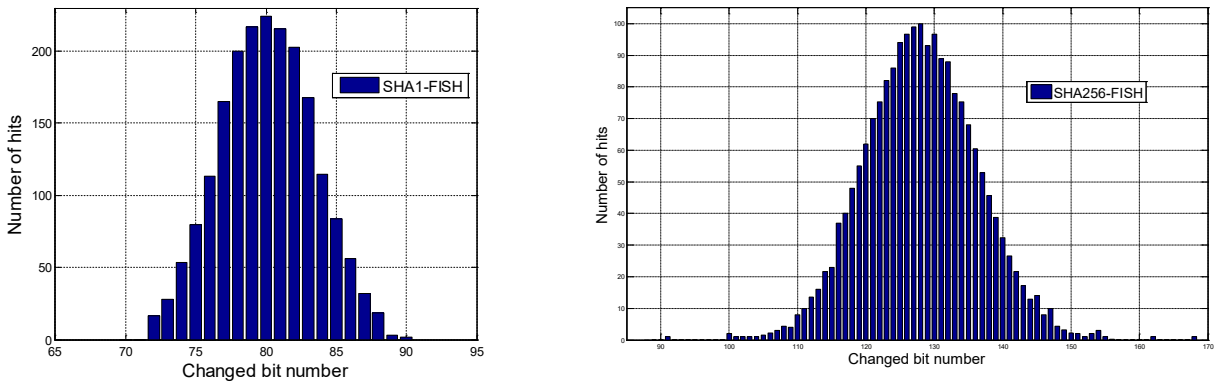 200
150
100
50
0
65 70 75 80 85 90 95
Number of hits
Changed bit number
SHA1-FISH
100
90
80
70
60
50
40
30
20
10
0
90 100 110 120 130 140 150 160 170
Number of hits
Changed bit number
SHA256-FISH